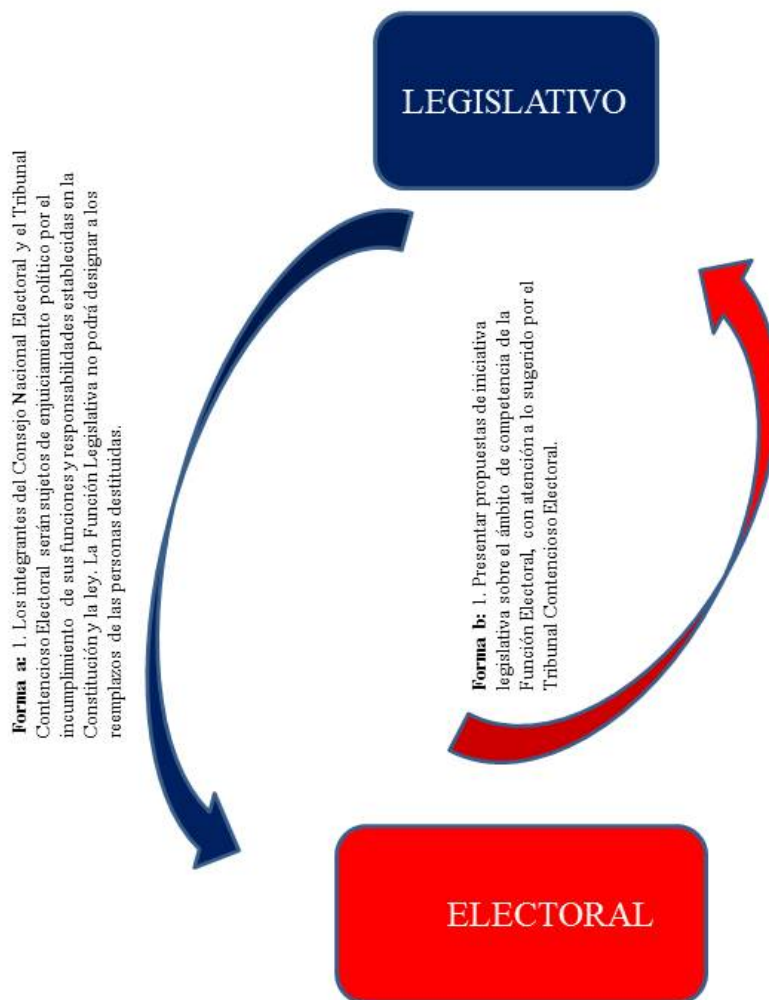 LEGISLATIVO
Forma a: 1. Los integrantes del Consejo Nacional Electoral y el Tribunal
Contencioso Electoral serán sujetos de enjuiciamiento político por el
incumplimiento de sus funciones y responsabilidades establecidas en la
Constitución y la ley. La Función Legislativa no podrá designar a los
reemplazos de las personas destituidas.
Forma b: 1. Presentar propuestas de iniciativa
legislativa sobre el ámbito de competencia de la
Función Electoral, con atención a lo sugerido por el
Tribunal Contencioso Electoral.
ELECTORAL